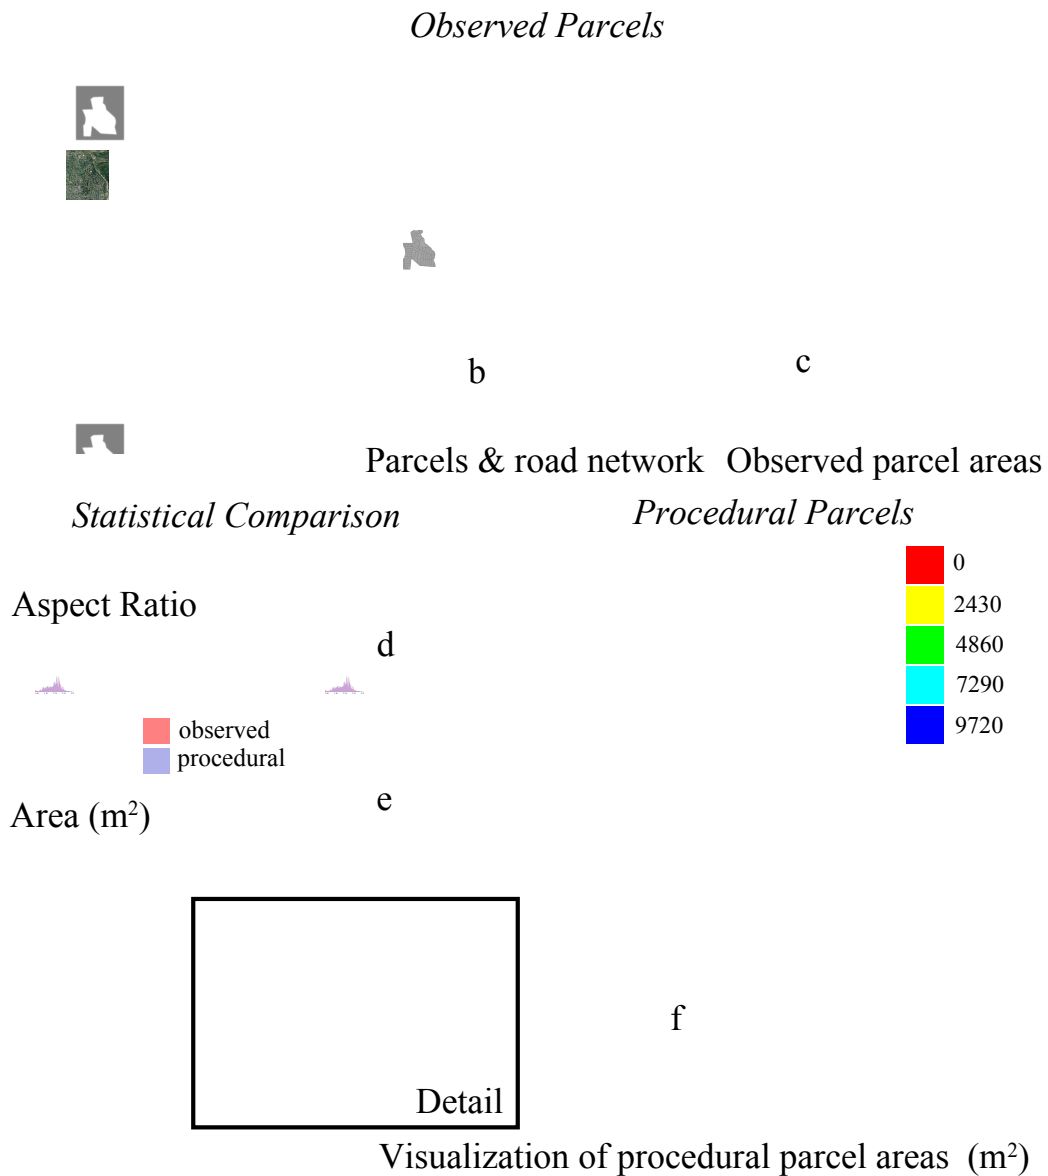 Observed Parcels
b
c
Parcels & road network
Observed parcel areas
Statistical Comparison
Procedural Parcels
0
2430
4860
7290
9720
Aspect Ratio
d
observed
procedural
Area (m²)
e
f
Detail
Visualization of procedural parcel areas (m²)